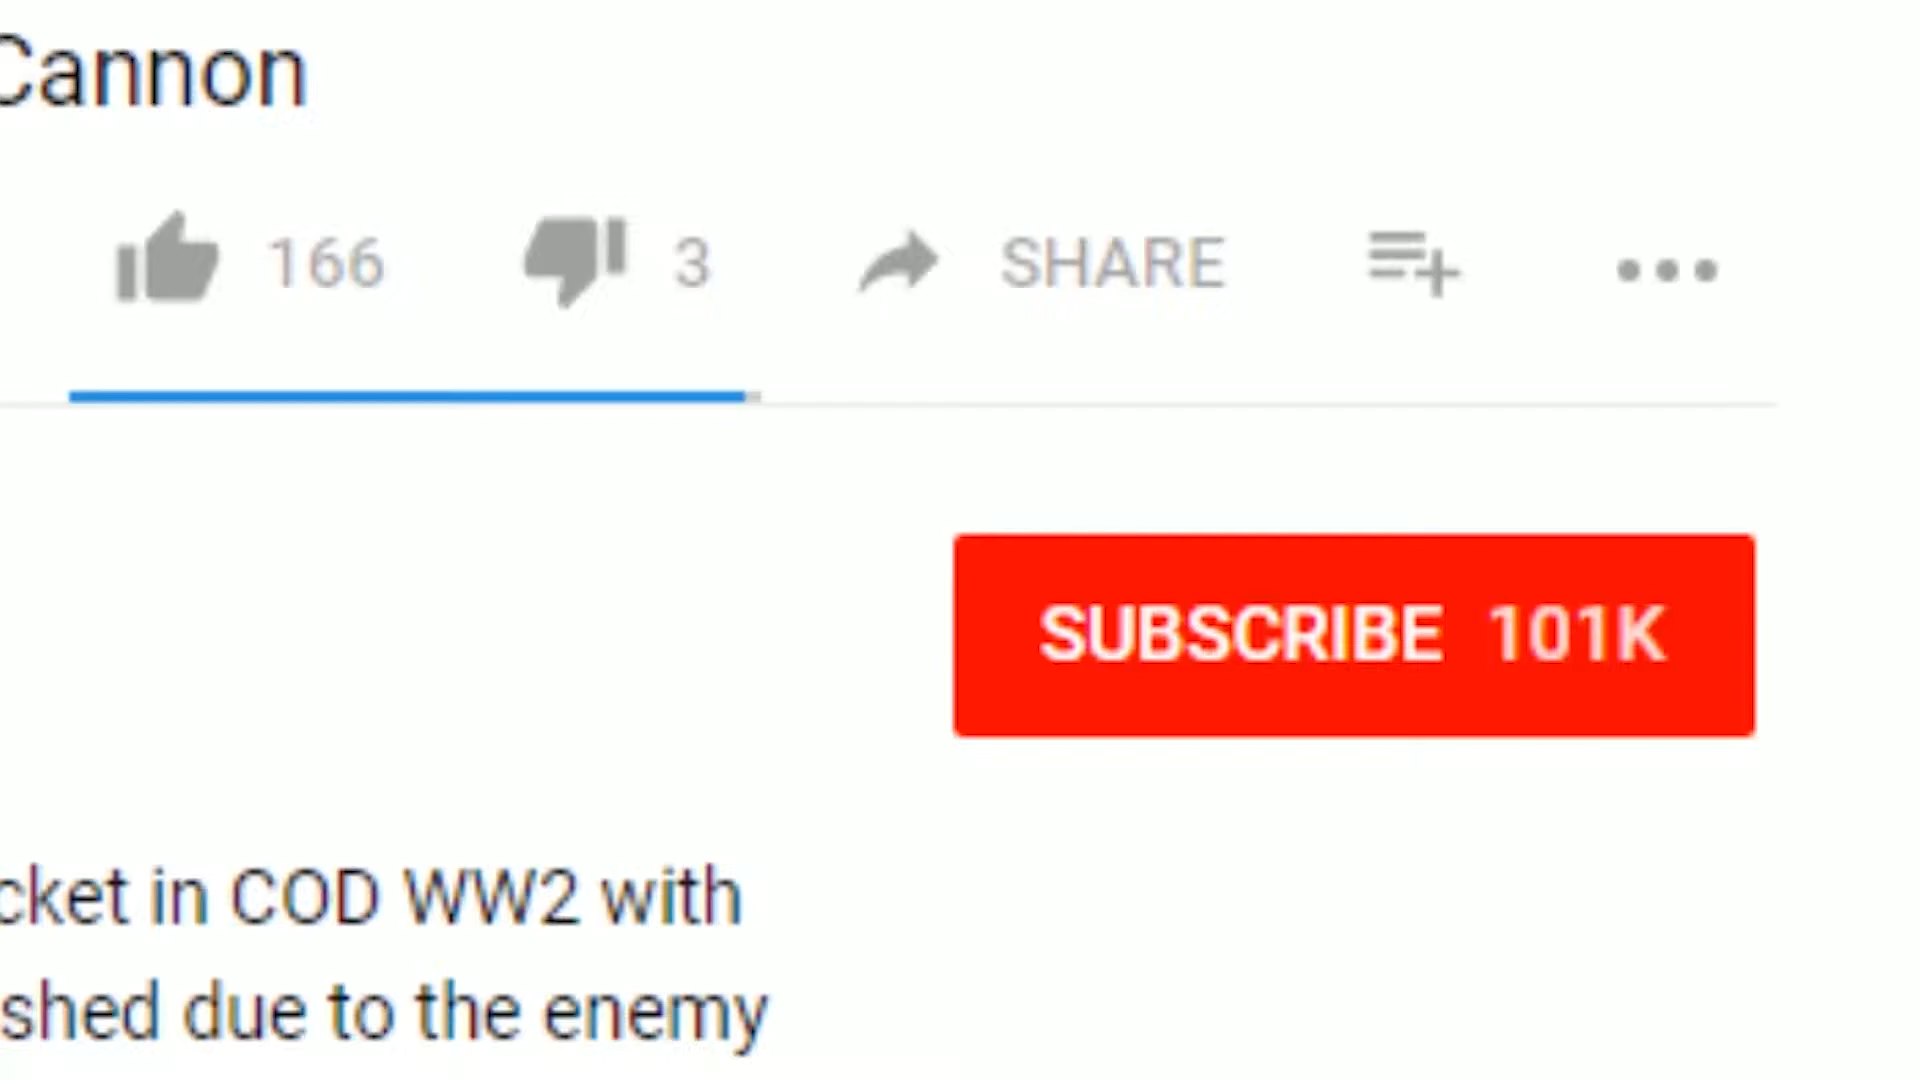 Cannon
166 3 SHARE
SUBSCRIBE 101K
cket in COD WW2 with
shed due to the enemy